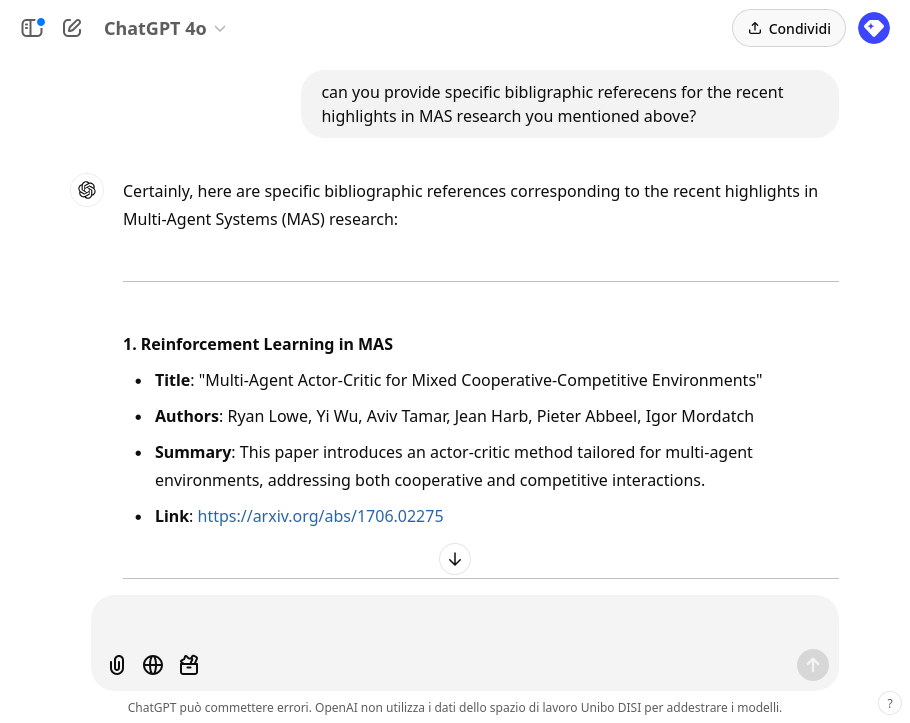 ChatGPT 4o
Condividi
can you provide specific bibligraphic referecens for the recent
highlights in MAS research you mentioned above?
Certainly, here are specific bibliographic references corresponding to the recent highlights in
Multi-Agent Systems (MAS) research:
1. Reinforcement Learning in MAS
• Title: "Multi-Agent Actor-Critic for Mixed Cooperative-Competitive Environments"
• Authors: Ryan Lowe, Yi Wu, Aviv Tamar, Jean Harb, Pieter Abbeel, Igor Mordatch
• Summary: This paper introduces an actor-critic method tailored for multi-agent
environments, addressing both cooperative and competitive interactions.
• Link: https://arxiv.org/abs/1706.02275
ChatGPT può commettere errori. OpenAI non utilizza i dati dello spazio di lavoro Unibo DISI per addestrare i modelli.
?